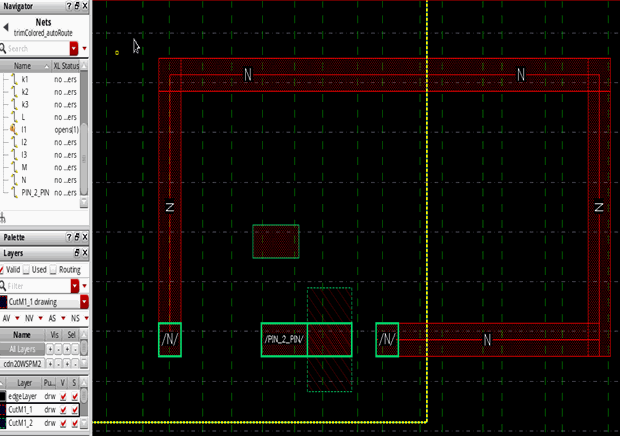 Navigator
Nets
trimColored_autoRoute
Search
Name XL Status
k1 no...ers
k2 no...ers
k3 no...ers
L no...ers
l1 opens(1)
l2 no...ers
l3 no...ers
M no...ers
N no...ers
PIN_2_PIN no...ers
Palette
Layers
Valid Used Routing
Filter
CutM1_1 drawing
AV NV AS NS
Name Vis Sel
All Layers
cdn20WSPM2
Layer Pu... V S
edgeLayer drw
CutM1_1 drw
CutM1_2 drw
N N
N N
/N/ /PIN_2_PIN/ /N/ N